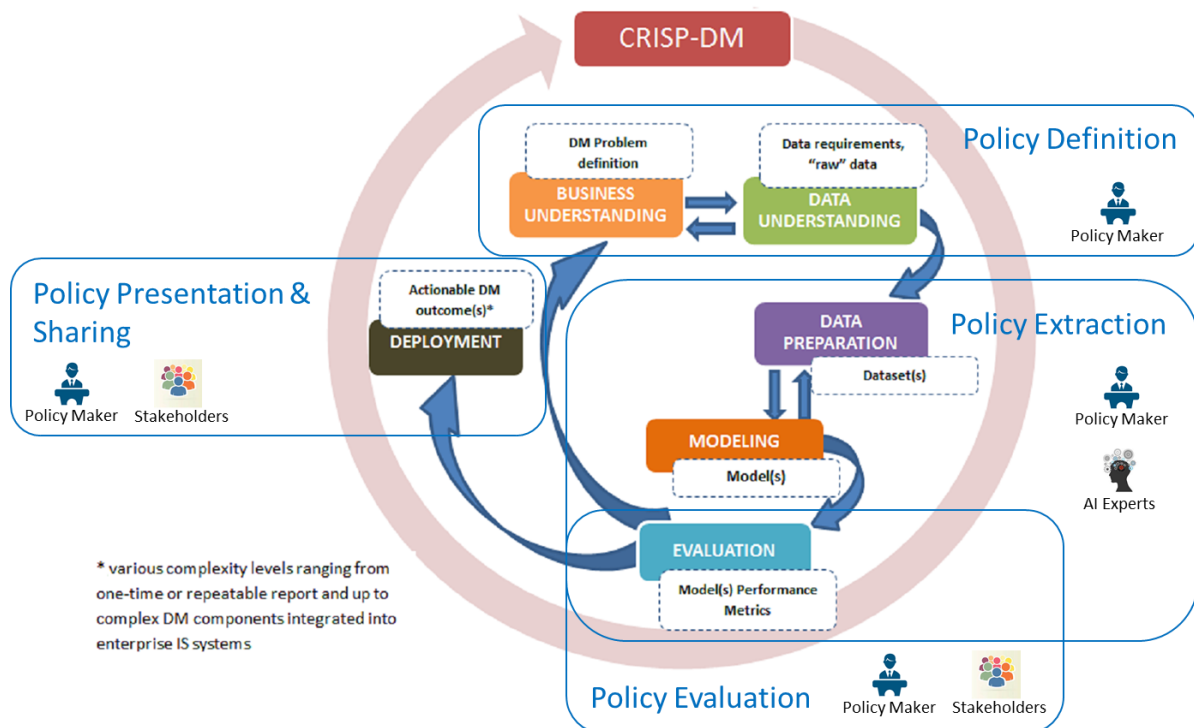 CRISP-DM
Policy Definition
DM Problem
definition
BUSINESS
UNDERSTANDING
Data requirements,
“raw” data
DATA
UNDERSTANDING
Policy Maker
Policy Presentation &
Sharing
Actionable DM
outcome(s)*
DEPLOYMENT
Policy Maker
Stakeholders
Policy Extraction
DATA
PREPARATION
Dataset(s)
Policy Maker
MODELING
Model(s)
AI Experts
EVALUATION
Model(s) Performance
Metrics
* various complexity levels ranging from
one-time or repeatable report and up to
complex DM components integrated into
enterprise IS systems
Policy Evaluation
Policy Maker
Stakeholders